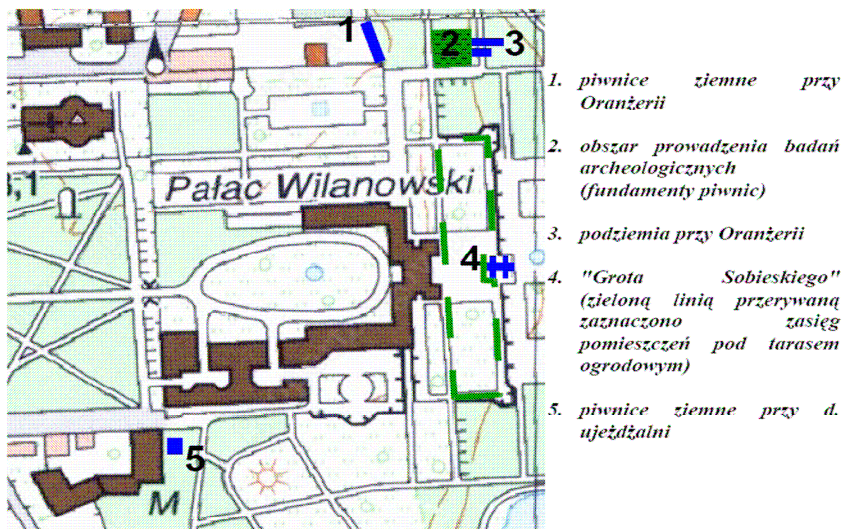 1
2
3
3,1
Pałac Wilanowski
4
5
M
1. piwnice ziemne przy
Oranżerii
2. obszar prowadzenia badań
archeologicznych
(fundamenty piwnic)
3. podziemia przy Oranżerii
4. "Grota Sobieskiego"
(zieloną linią przerywaną
zaznaczono zasięg
pomieszczeń pod tarasem
ogrodowym)
5. piwnice ziemne przy d.
ujeżdżalni